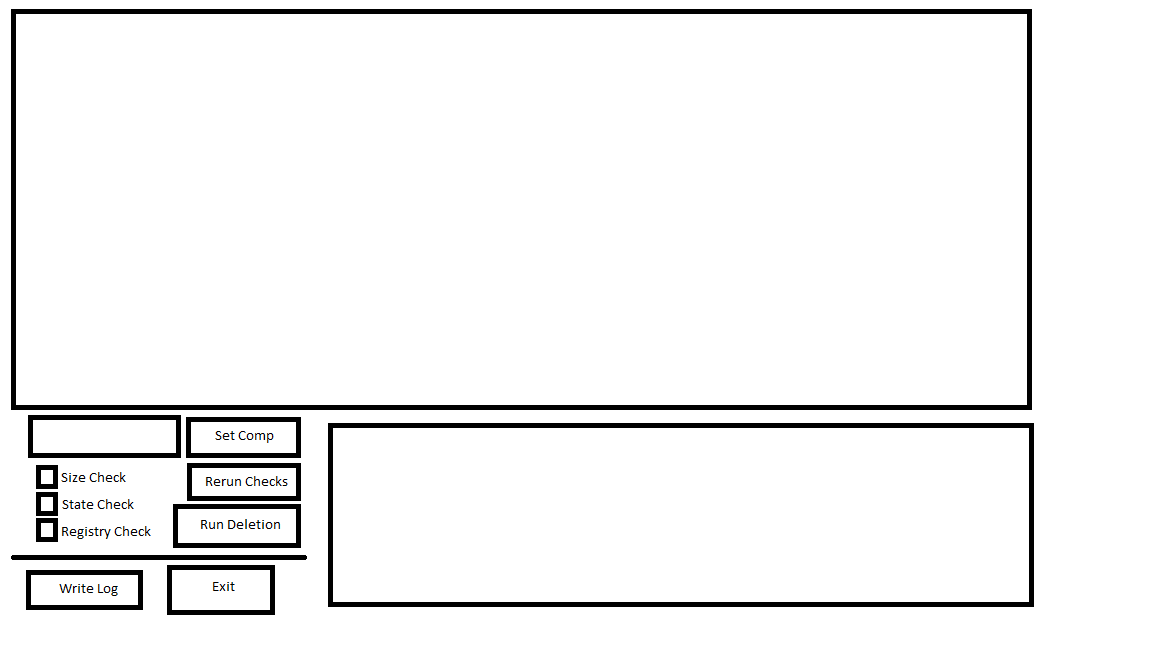 Set Comp
Size Check
Rerun Checks
State Check
Run Deletion
Registry Check
Write Log
Exit